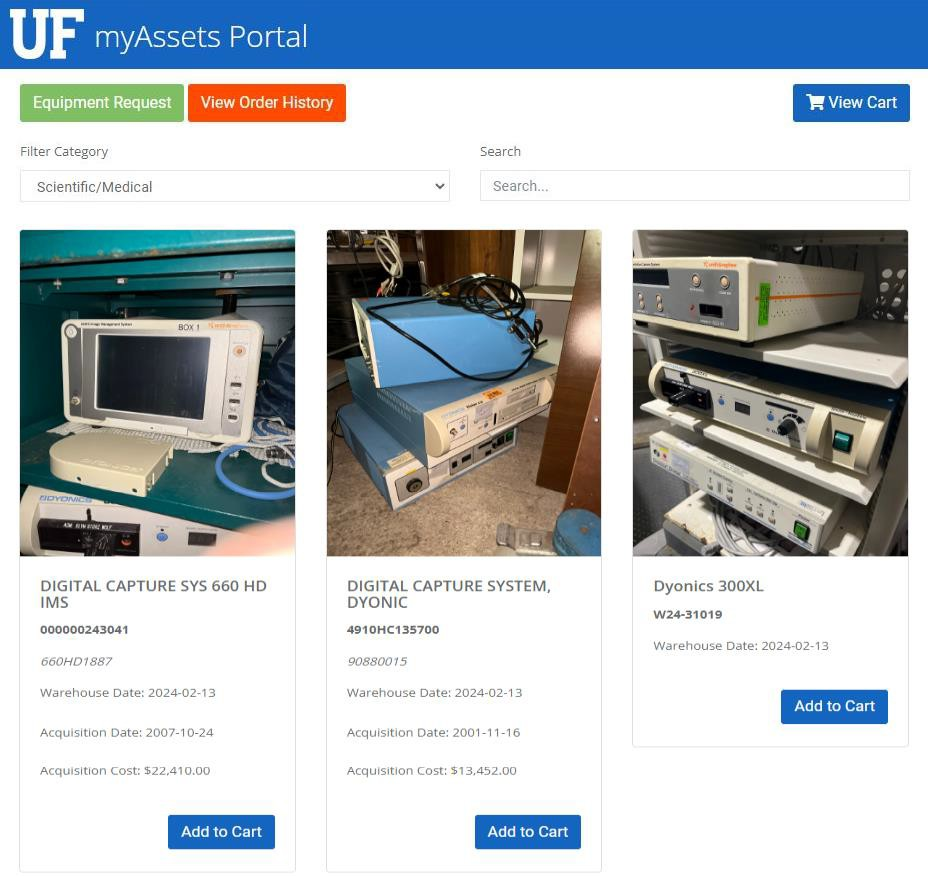 UF myAssets Portal
Equipment Request
View Order History
View Cart
Filter Category
Search
Scientific/Medical
Search...
BOX 1
DYONICS
DIGITAL CAPTURE SYS 660 HD
IMS
000000243041
660HD1887
Warehouse Date: 2024-02-13
Acquisition Date: 2007-10-24
Acquisition Cost: $22,410.00
Add to Cart
DIGITAL CAPTURE SYSTEM,
DYONIC
4910HC135700
90880015
Warehouse Date: 2024-02-13
Acquisition Date: 2001-11-16
Acquisition Cost: $13,452.00
Add to Cart
Dyonics 300XL
W24-31019
Warehouse Date: 2024-02-13
Add to Cart